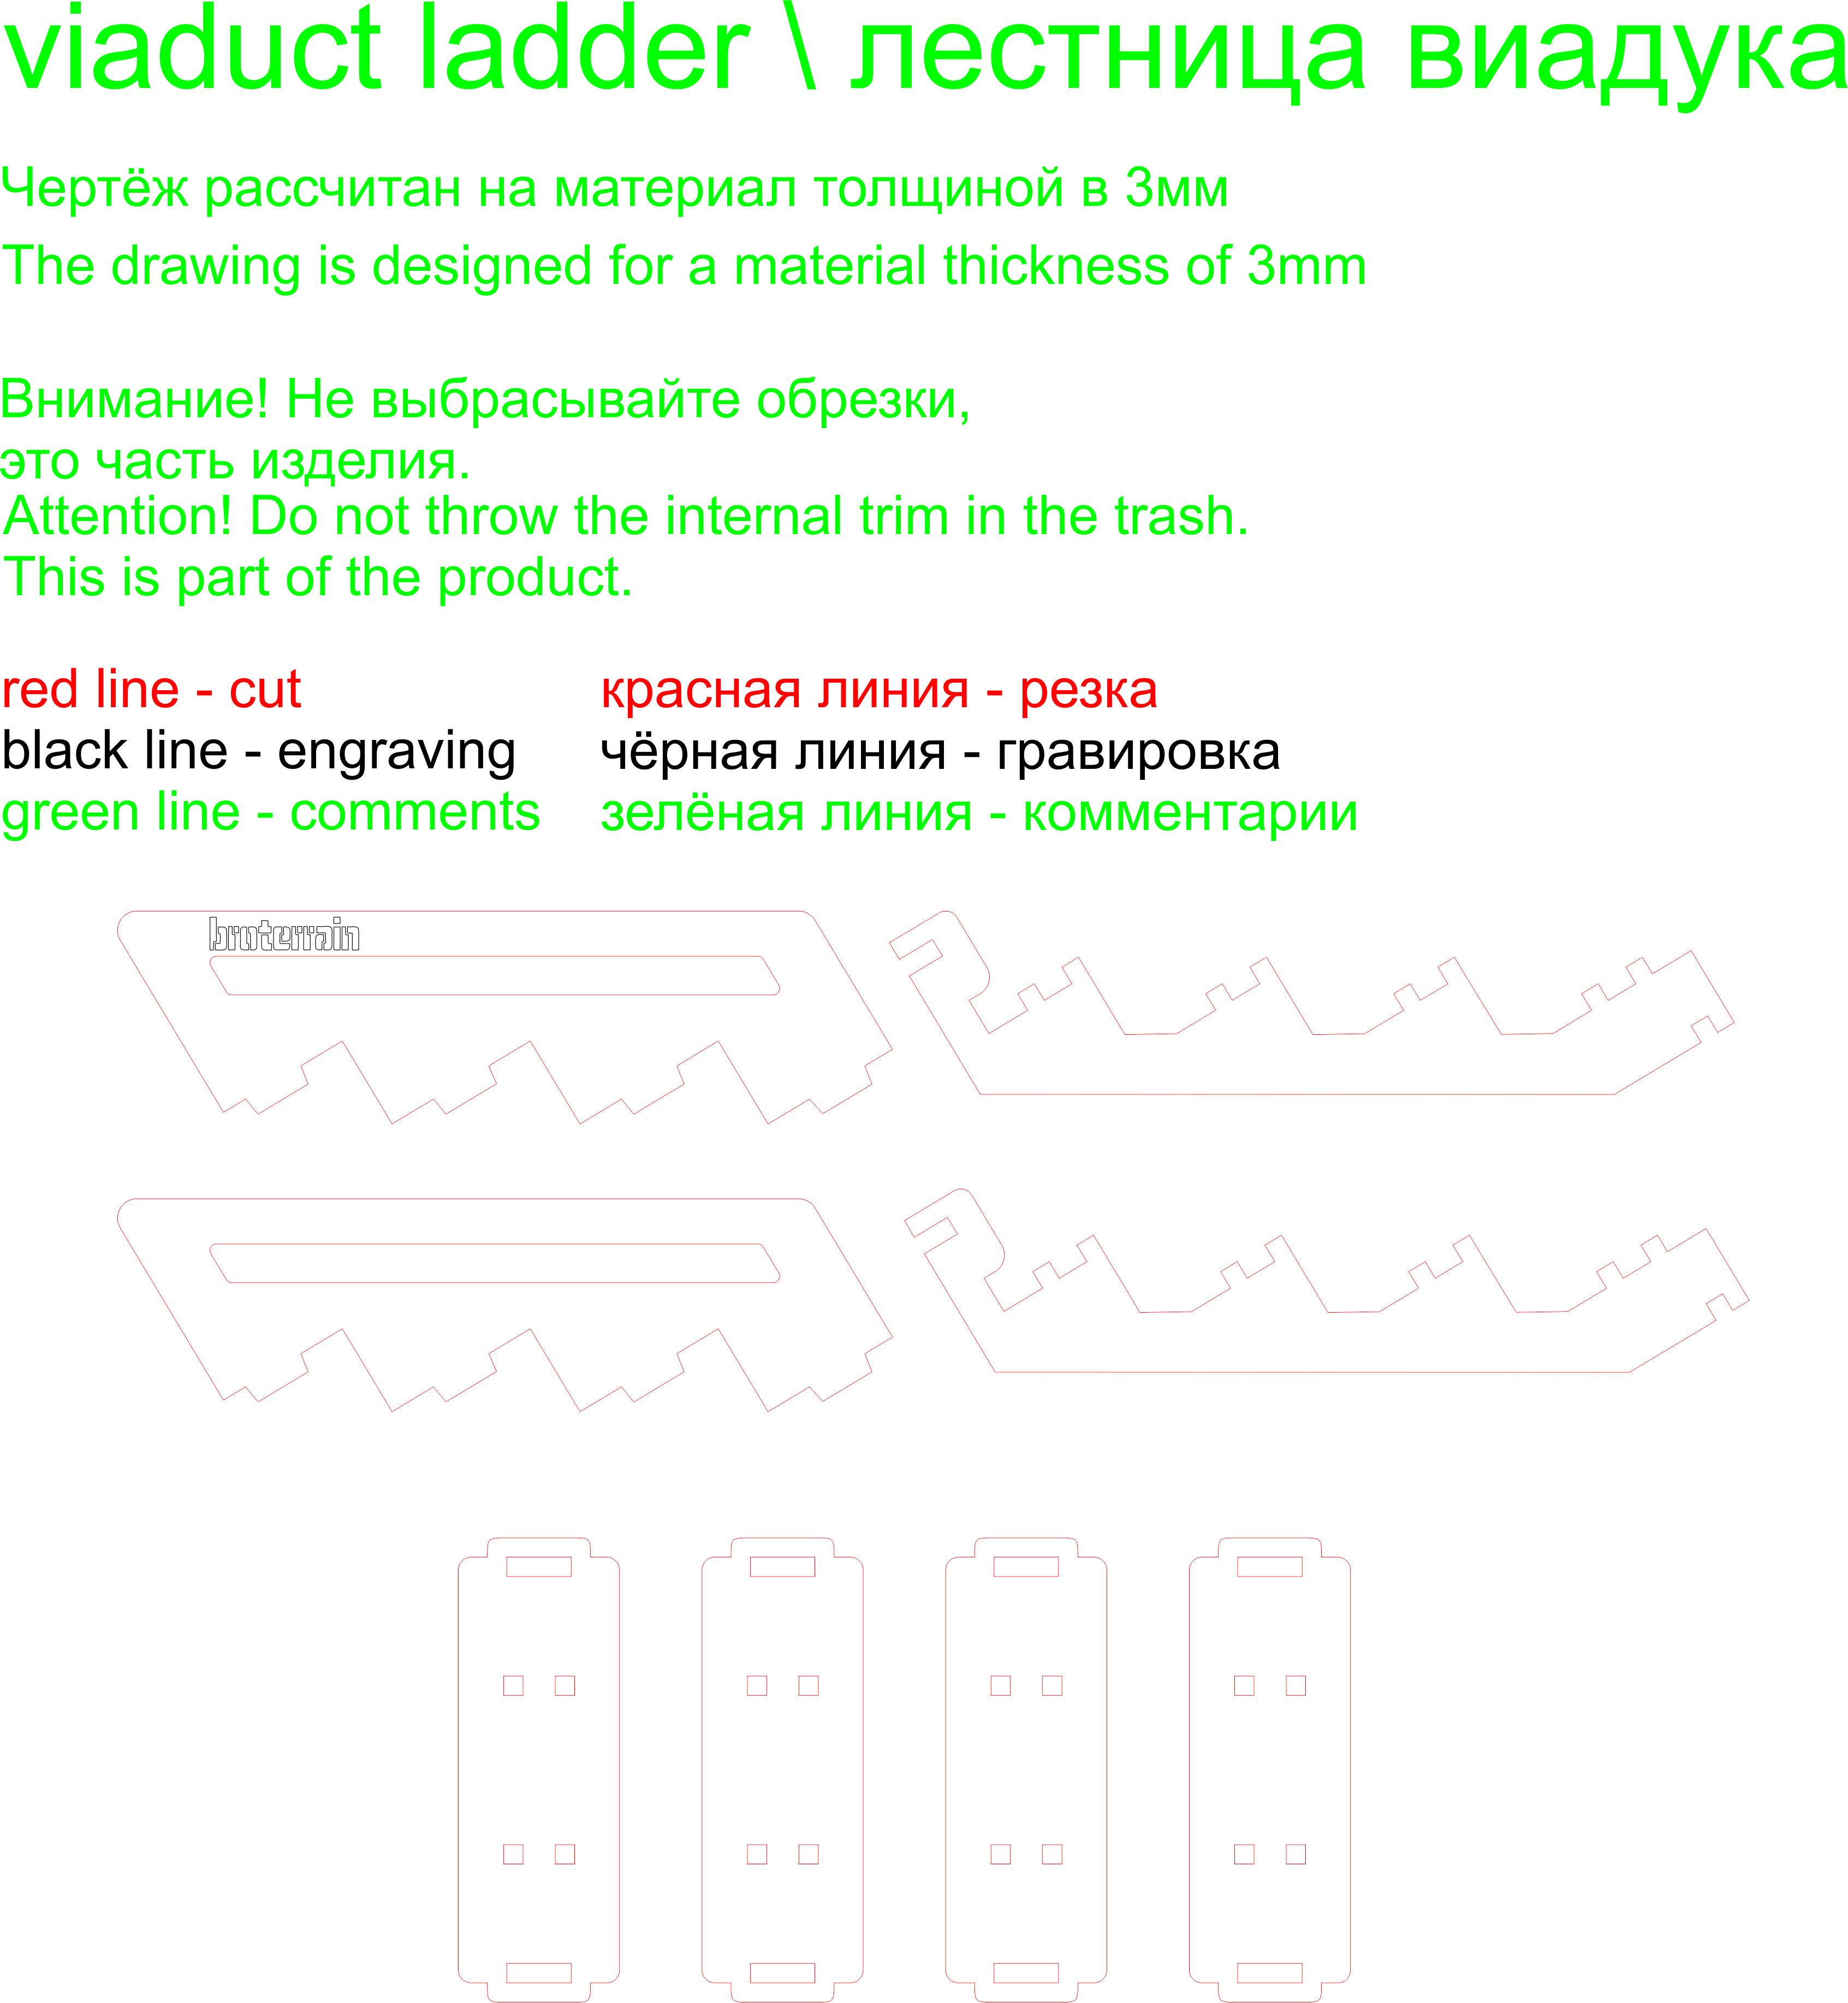 viaduct ladder \ лестница виадука
Чертёж рассчитан на материал толщиной в 3мм
The drawing is designed for a material thickness of 3mm
Внимание! Не выбрасывайте обрезки,
это часть изделия.
Attention! Do not throw the internal trim in the trash.
This is part of the product.
red line - cut
красная линия - резка
black line - engraving
чёрная линия - гравировка
green line - comments
зелёная линия - комментарии
bruterrain